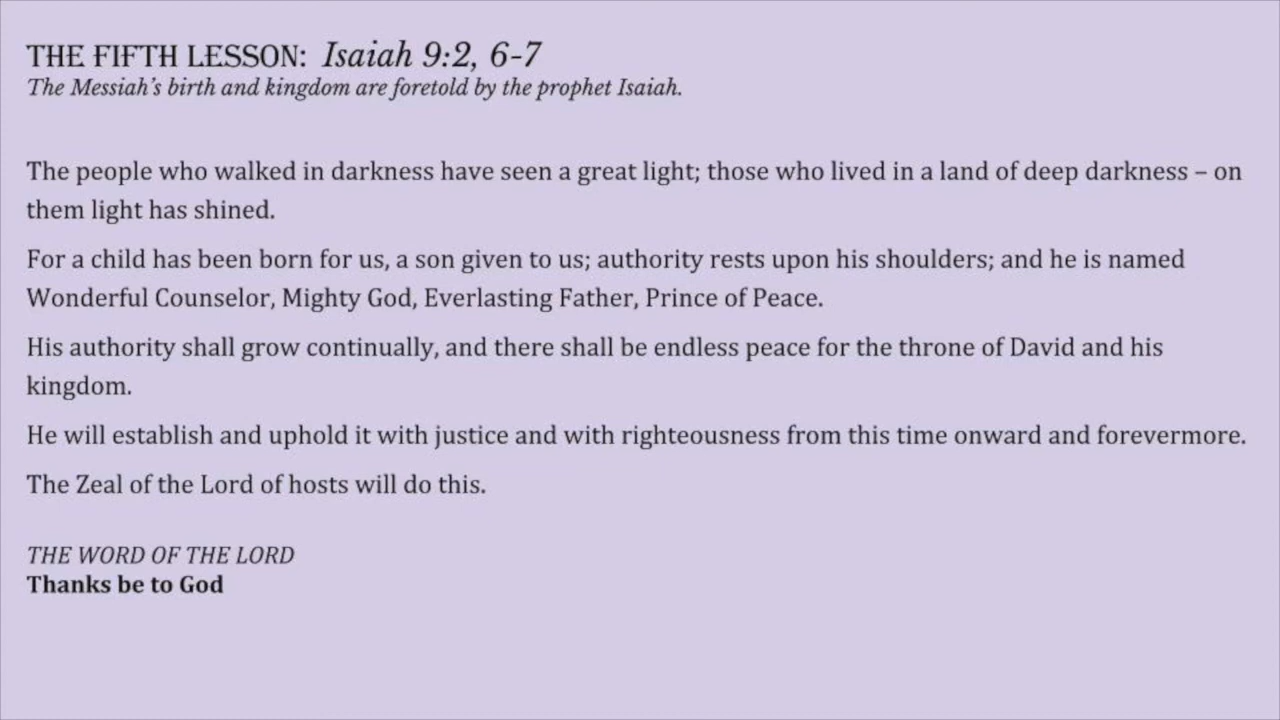 THE FIFTH LESSON: Isaiah 9:2, 6-7
The Messiah’s birth and kingdom are foretold by the prophet Isaiah.
The people who walked in darkness have seen a great light; those who lived in a land of deep darkness – on
them light has shined.
For a child has been born for us, a son given to us; authority rests upon his shoulders; and he is named
Wonderful Counselor, Mighty God, Everlasting Father, Prince of Peace.
His authority shall grow continually, and there shall be endless peace for the throne of David and his
kingdom.
He will establish and uphold it with justice and with righteousness from this time onward and forevermore.
The Zeal of the Lord of hosts will do this.
THE WORD OF THE LORD
Thanks be to God